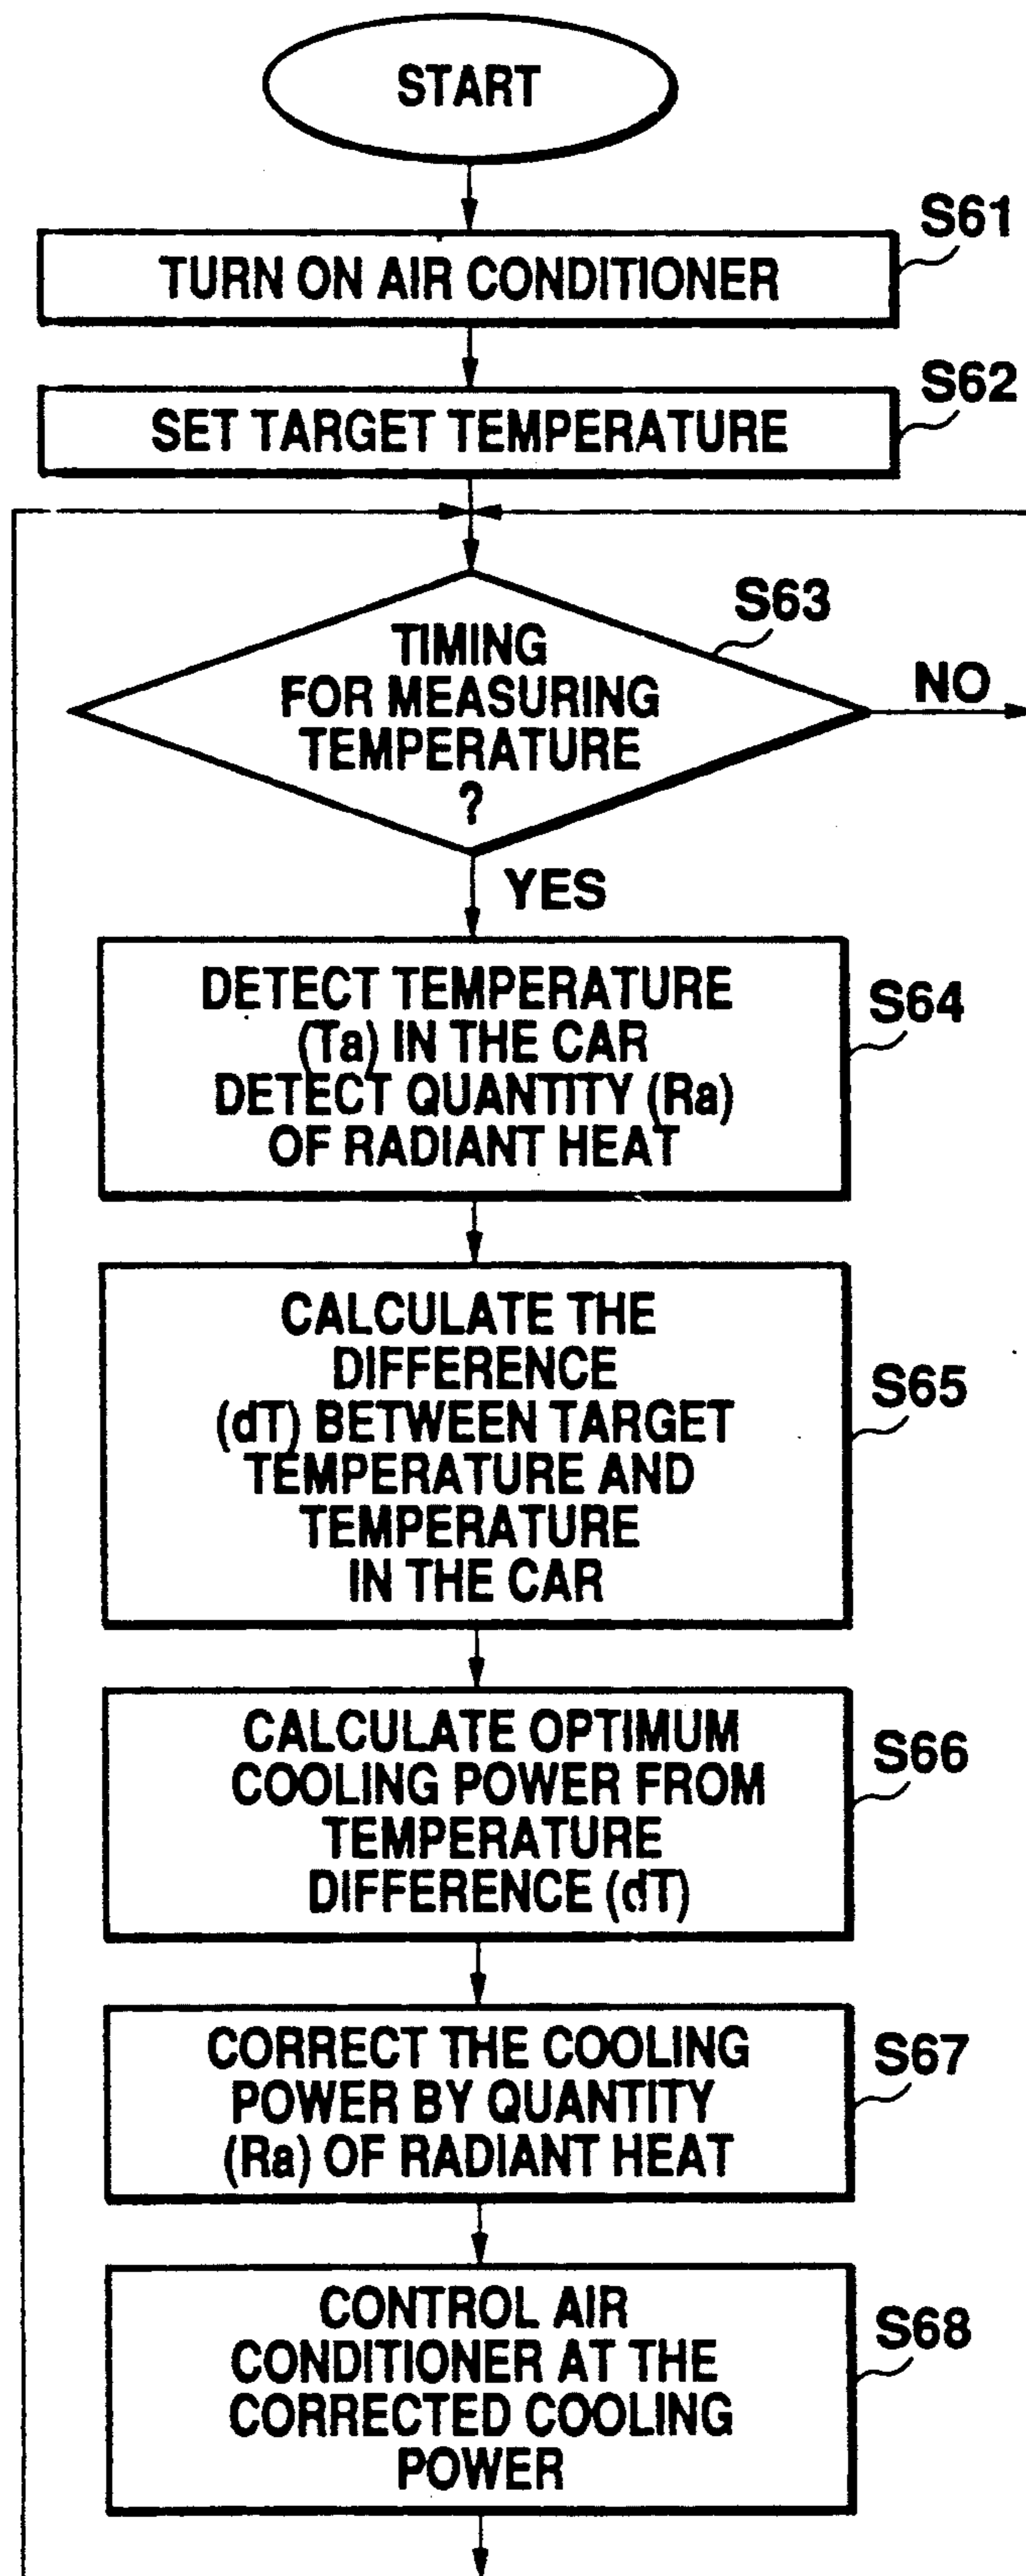 START
S61
TURN ON AIR CONDITIONER
S62
SET TARGET TEMPERATURE
S63
TIMING
FOR MEASURING
TEMPERATURE
?
NO
YES
DETECT TEMPERATURE
(Ta) IN THE CAR
DETECT QUANTITY (Ra)
OF RADIANT HEAT
S64
CALCULATE THE
DIFFERENCE
(dT) BETWEEN TARGET
TEMPERATURE AND
TEMPERATURE
IN THE CAR
S65
CALCULATE OPTIMUM
COOLING POWER FROM
TEMPERATURE
DIFFERENCE (dT)
S66
CORRECT THE COOLING
POWER BY QUANTITY
(Ra) OF RADIANT HEAT
S67
CONTROL AIR
CONDITIONER AT THE
CORRECTED COOLING
POWER
S68